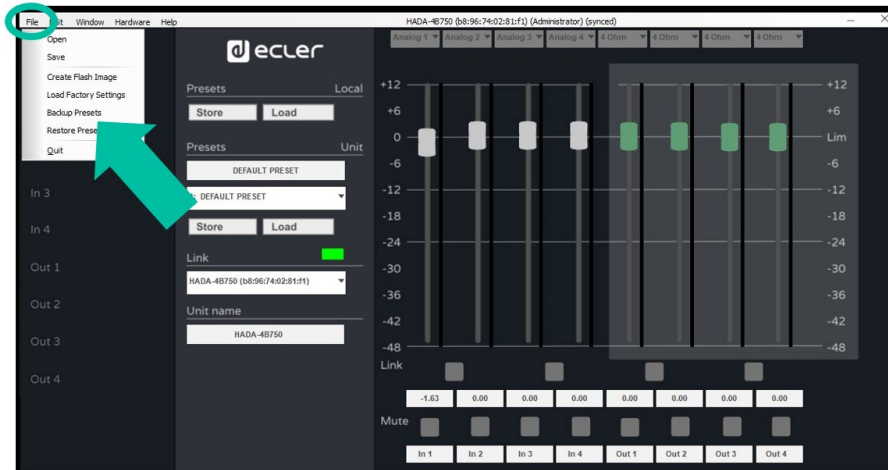 File Edit Window Hardware Help
HADA-4B750 (b8:96:74:02:81:f1) (Administrator) (synced)
Open
Save
Create Flash Image
Load Factory Settings
Backup Presets
Restore
Quit
In 3
In 4
Out 1
Out 2
Out 3
Out 4
ecler
Presets Local
Store Load
Presets Unit
DEFAULT PRESET
DEFAULT PRESET
Store Load
Link
HADA-4B750 (b8:96:74:02:81:f1)
Unit name
HADA-4B750
Analog 1 Analog 2 Analog 3 Analog 4 4 Ohm 4 Ohm 4 Ohm 4 Ohm
+12 +12
+6 +6
0 Lim
-6 -6
-12 -12
-18 -18
-24 -24
-30 -30
-36 -36
-42 -42
-48 -48
Link
-1.63 0.00 0.00 0.00 0.00 0.00 0.00 0.00
Mute
In 1 In 2 In 3 In 4 Out 1 Out 2 Out 3 Out 4